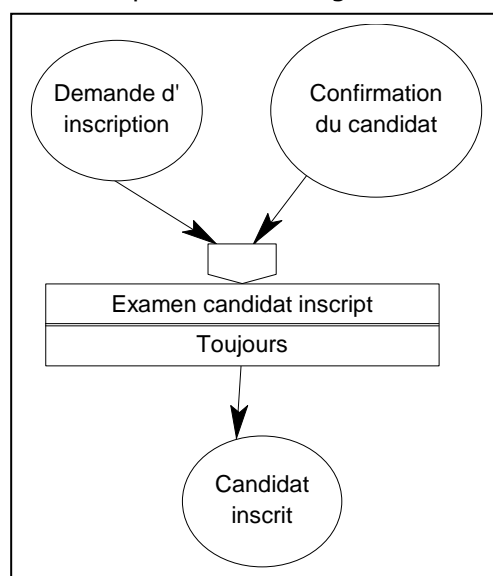 Demande d'
inscription
Confirmation
du candidat
Examen candidat inscript
Toujours
Candidat
inscrit